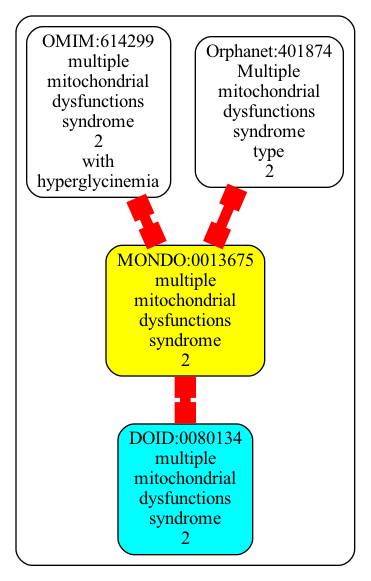 OMIM:614299
multiple
mitochondrial
dysfunctions
syndrome
2
with
hyperglycinemia
Orphanet:401874
Multiple
mitochondrial
dysfunctions
syndrome
type
2
MONDO:0013675
multiple
mitochondrial
dysfunctions
syndrome
2
DOID:0080134
multiple
mitochondrial
dysfunctions
syndrome
2